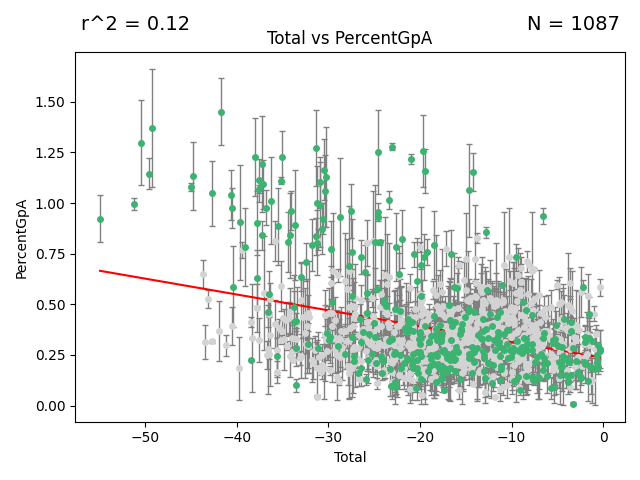 r^2 = 0.12
N = 1087
Total vs PercentGpA
PercentGpA
1.50
1.25
1.00
0.75
0.50
0.25
0.00
−50
−40
−30
−20
−10
0
Total